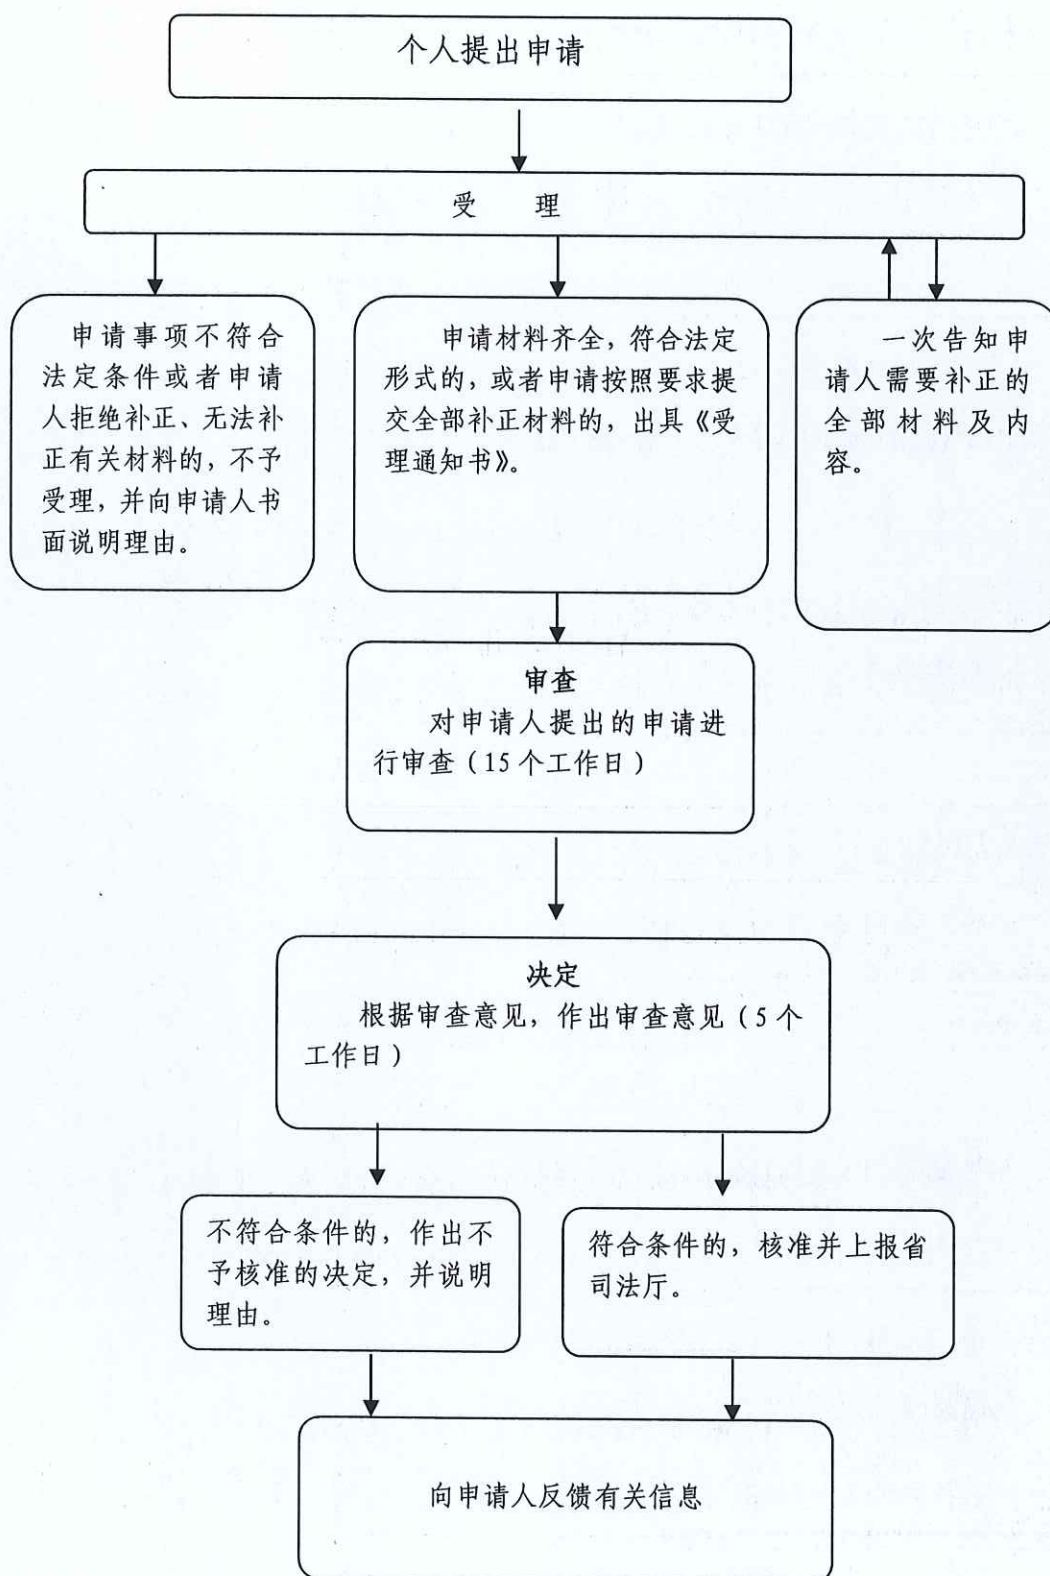 个人提出申请
受 理
申请事项不符合
法定条件或者申请
人拒绝补正、无法补
正有关材料的，不予
受理，并向申请人书
面说明理由。
申请材料齐全，符合法定
形式的，或者申请按照要求提
交全部补正材料的，出具《受
理通知书》。
一次告知申
请人需要补正的
全部材料及内
容。
审查
对申请人提出的申请进
行审查（15个工作日）
决定
根据审查意见，作出审查意见（5个
工作日）
不符合条件的，作出不
予核准的决定，并说明
理由。
符合条件的，核准并上报省
司法厅。
向申请人反馈有关信息